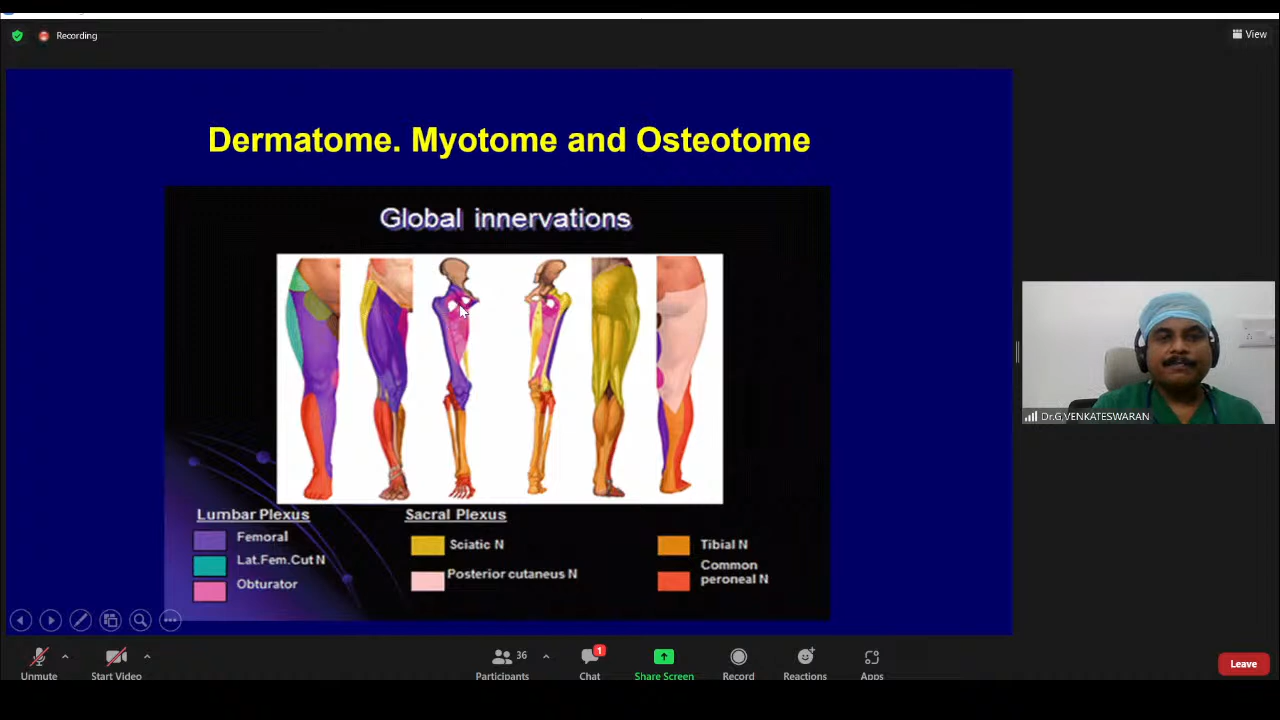 Recording
View
Dermatome. Myotome and Osteotome
Global innervations
Lumbar Plexus
Femoral
Lat.Fem.Cut N
Obturator
Sacral Plexus
Sciatic N
Posterior cutaneus N
Tibial N
Common
peroneal N
Dr.G.VENKATESWARAN
Unmute
Start Video
36
Participants
1
Chat
Share Screen
Record
Reactions
Apps
Leave